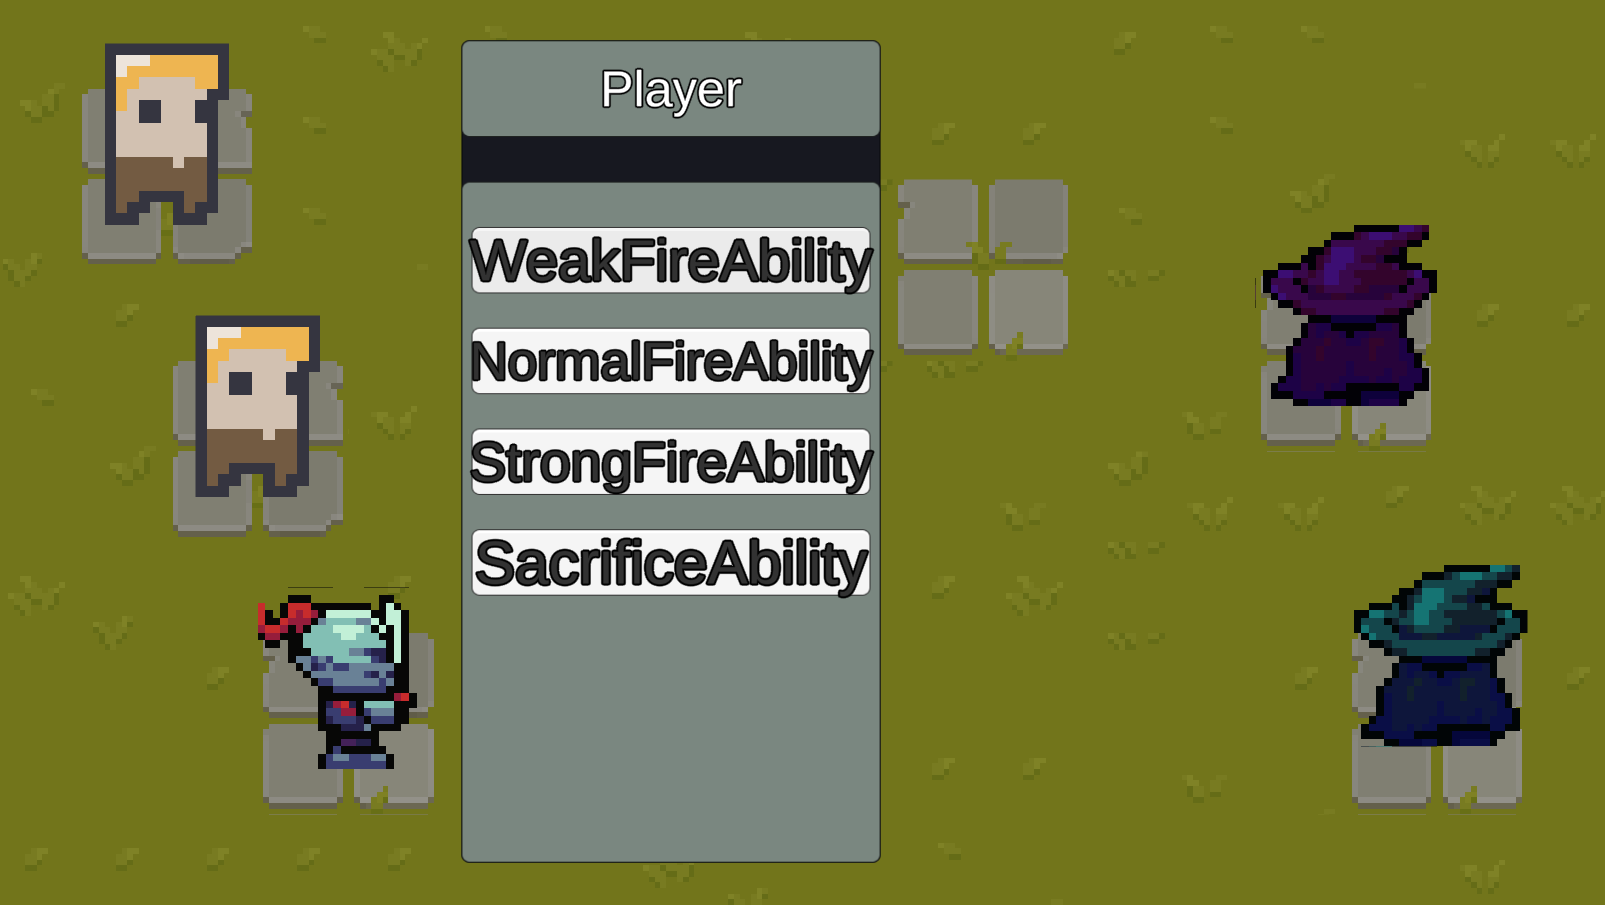 Player
WeakFireAbility
NormalFireAbility
StrongFireAbility
SacrificeAbility